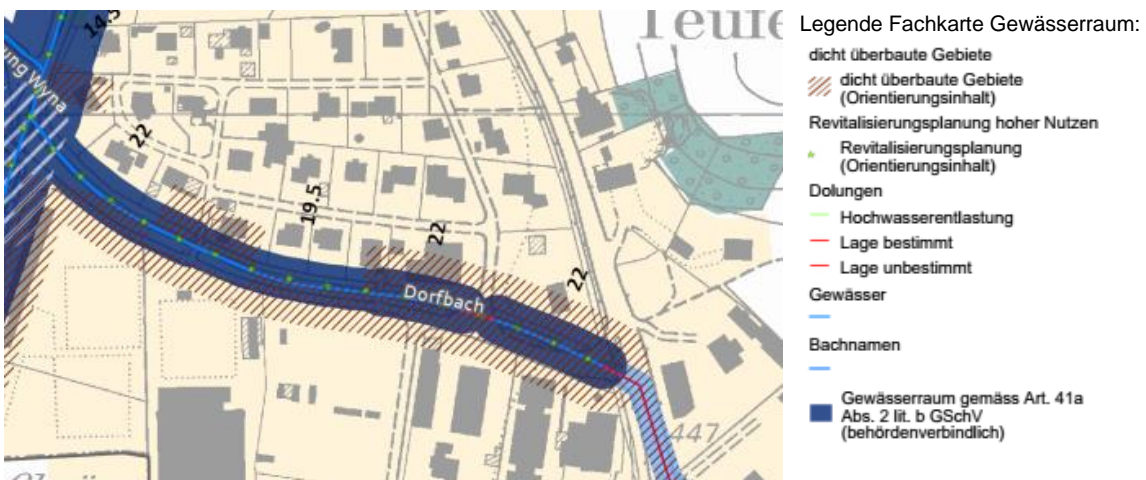 Legende Fachkarte Gewässerraum:
dicht überbaute Gebiete
dicht überbaute Gebiete
(Orientierungsinhalt)
Revitalisierungsplanung hoher Nutzen
Revitalisierungsplanung
(Orientierungsinhalt)
Dolungen
Hochwasserentlastung
Lage bestimmt
Lage unbestimmt
Gewässer
Bachnamen
Gewässerraum gemäss Art. 41a
Abs. 2 lit. b GSchV
(behördenverbindlich)
14.5
Teufe
ng Wyna
22
19.5
22
22
Dorfbach
447